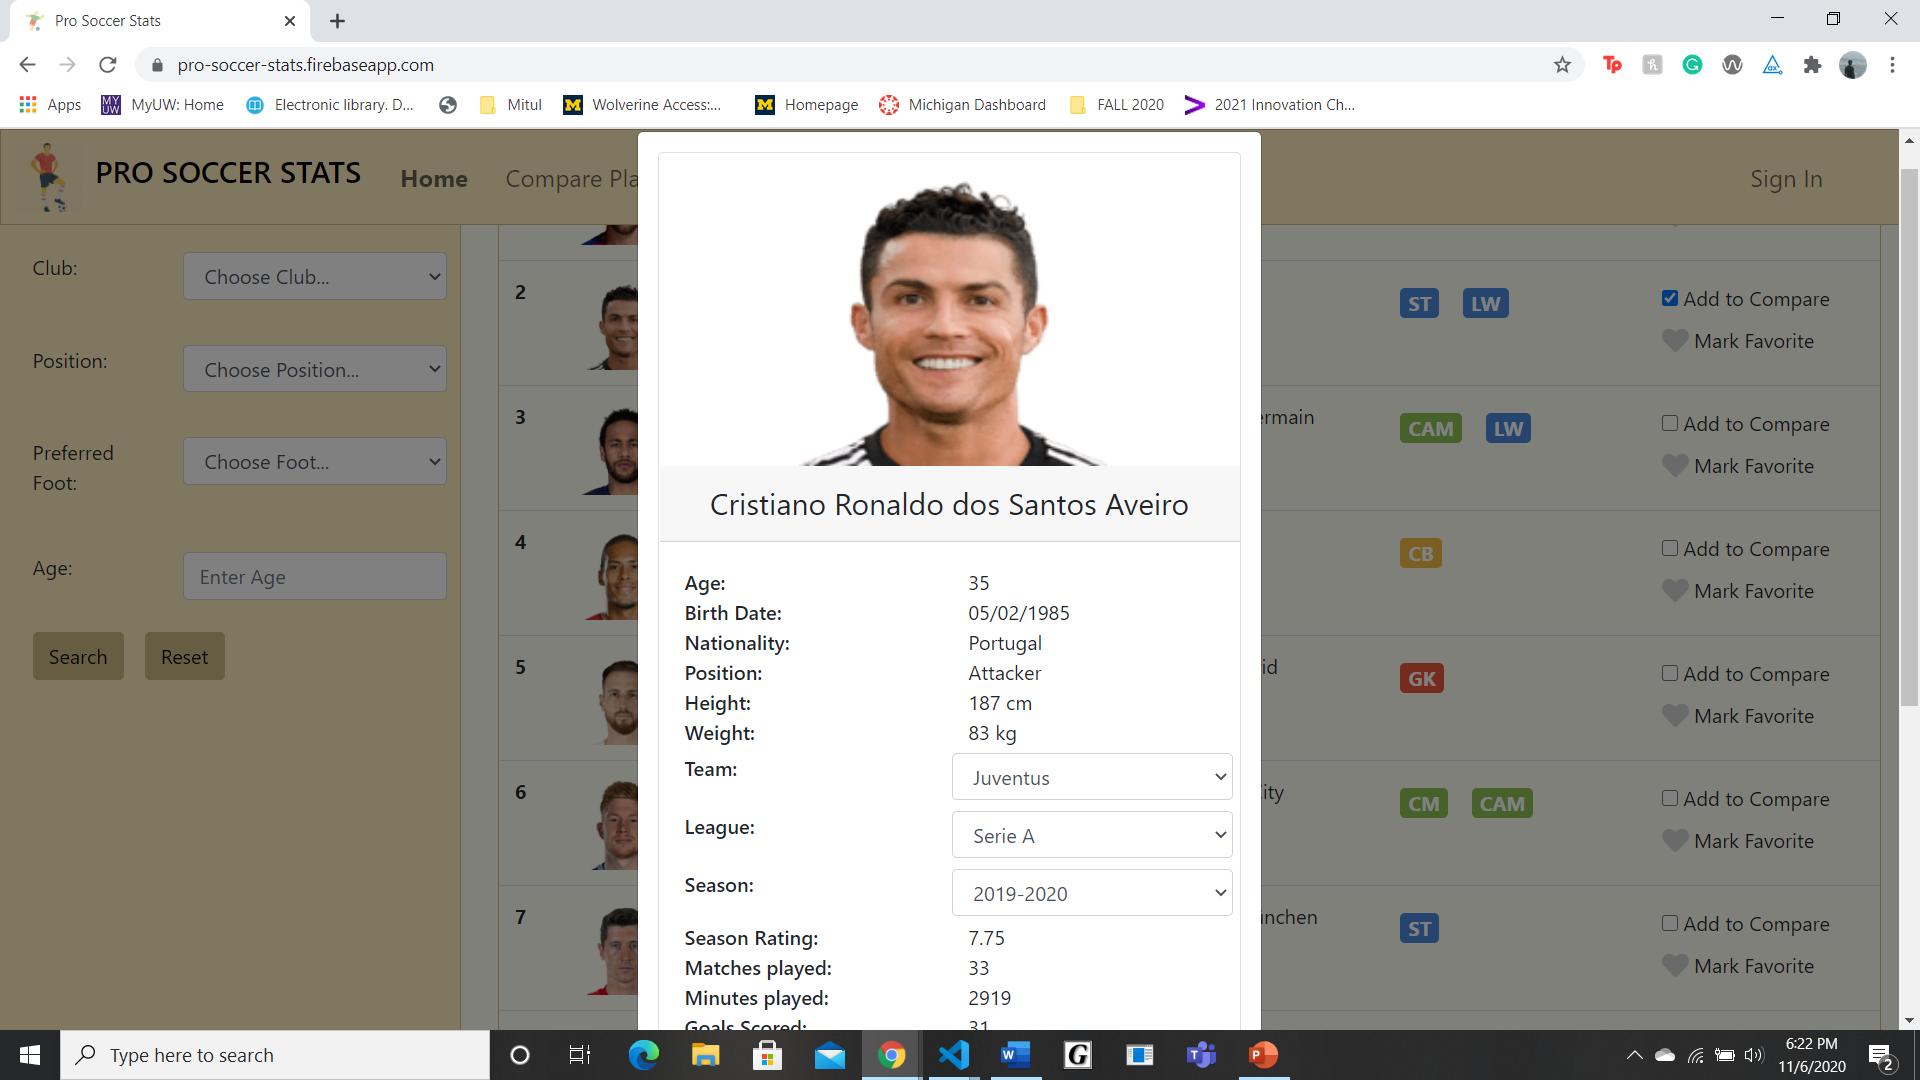 Pro Soccer Stats
pro-soccer-stats.firebaseapp.com
Apps MyUW: Home Electronic library. D... Mitul Wolverine Access:... Homepage Michigan Dashboard FALL 2020 2021 Innovation Ch...
PRO SOCCER STATS Home Compare Pla Sign In
Club: Choose Club...
Position: Choose Position...
Preferred
Foot: Choose Foot...
Age: Enter Age
Search Reset
2 ST LW Add to Compare
Mark Favorite
3 ermain CAM LW Add to Compare
Mark Favorite
4 CB Add to Compare
Mark Favorite
5 id GK Add to Compare
Mark Favorite
6 ity CM CAM Add to Compare
Mark Favorite
7 inchen ST Add to Compare
Mark Favorite
Cristiano Ronaldo dos Santos Aveiro
Age: 35
Birth Date: 05/02/1985
Nationality: Portugal
Position: Attacker
Height: 187 cm
Weight: 83 kg
Team: Juventus
League: Serie A
Season: 2019-2020
Season Rating: 7.75
Matches played: 33
Minutes played: 2919
Goals Scored: 31
Type here to search
6:22 PM
11/6/2020
2